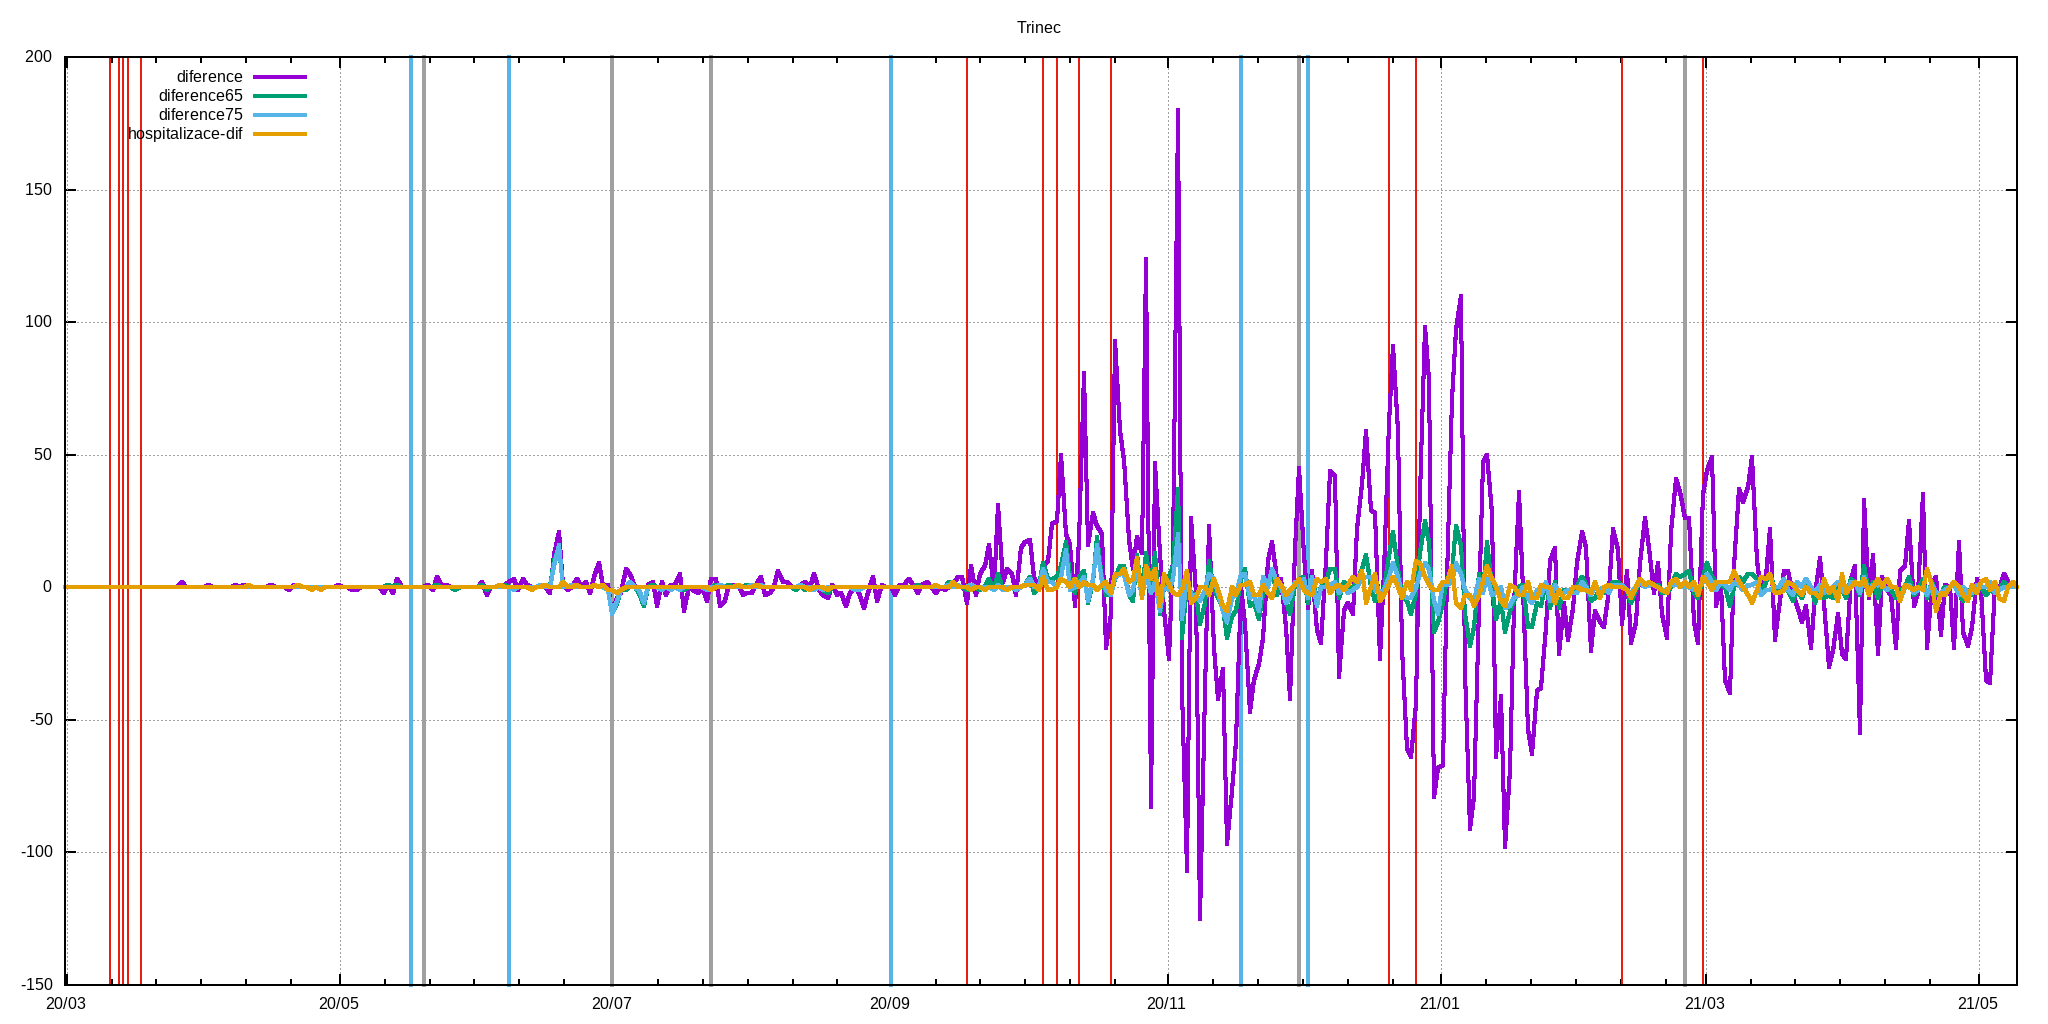 Trinec
200
diference
diference65
diference75
hospitalizace-dif
150
100
50
0
-50
-100
-150
20/03 20/05 20/07 20/09 20/11 21/01 21/03 21/05